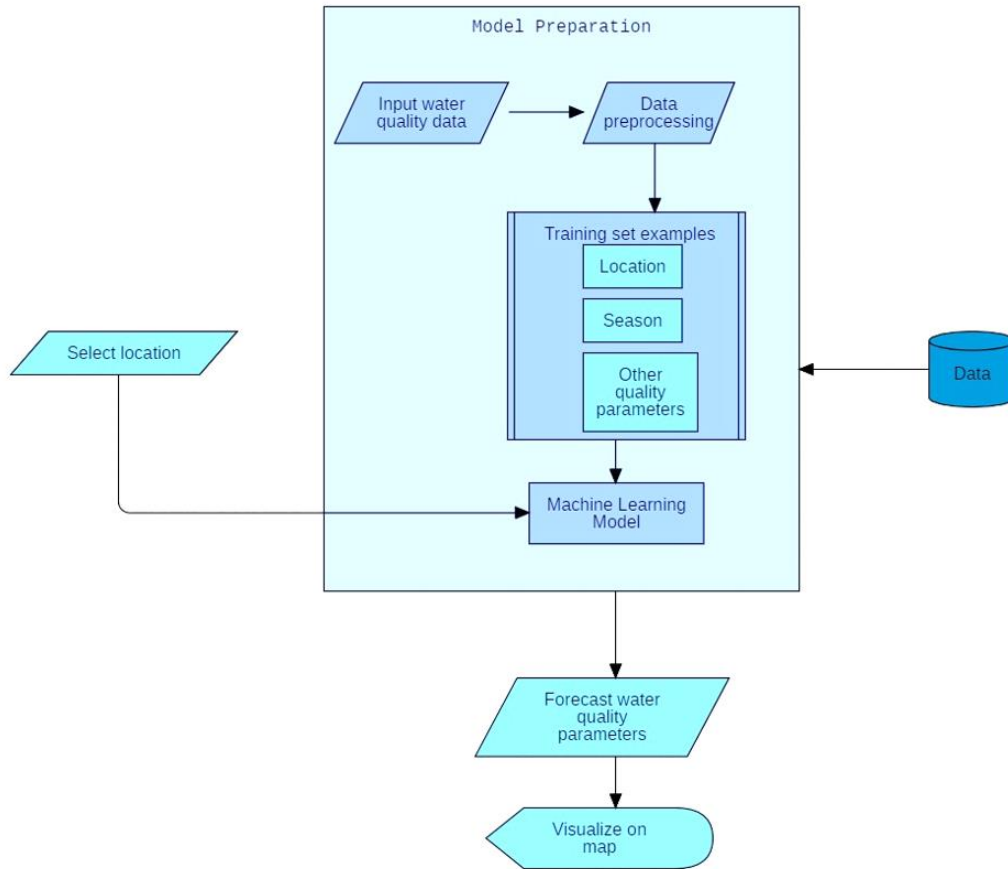 Model Preparation
Input water
quality data
Data
preprocessing
Training set examples
Location
Season
Other
quality
parameters
Select location
Data
Machine Learning
Model
Forecast water
quality
parameters
Visualize on
map